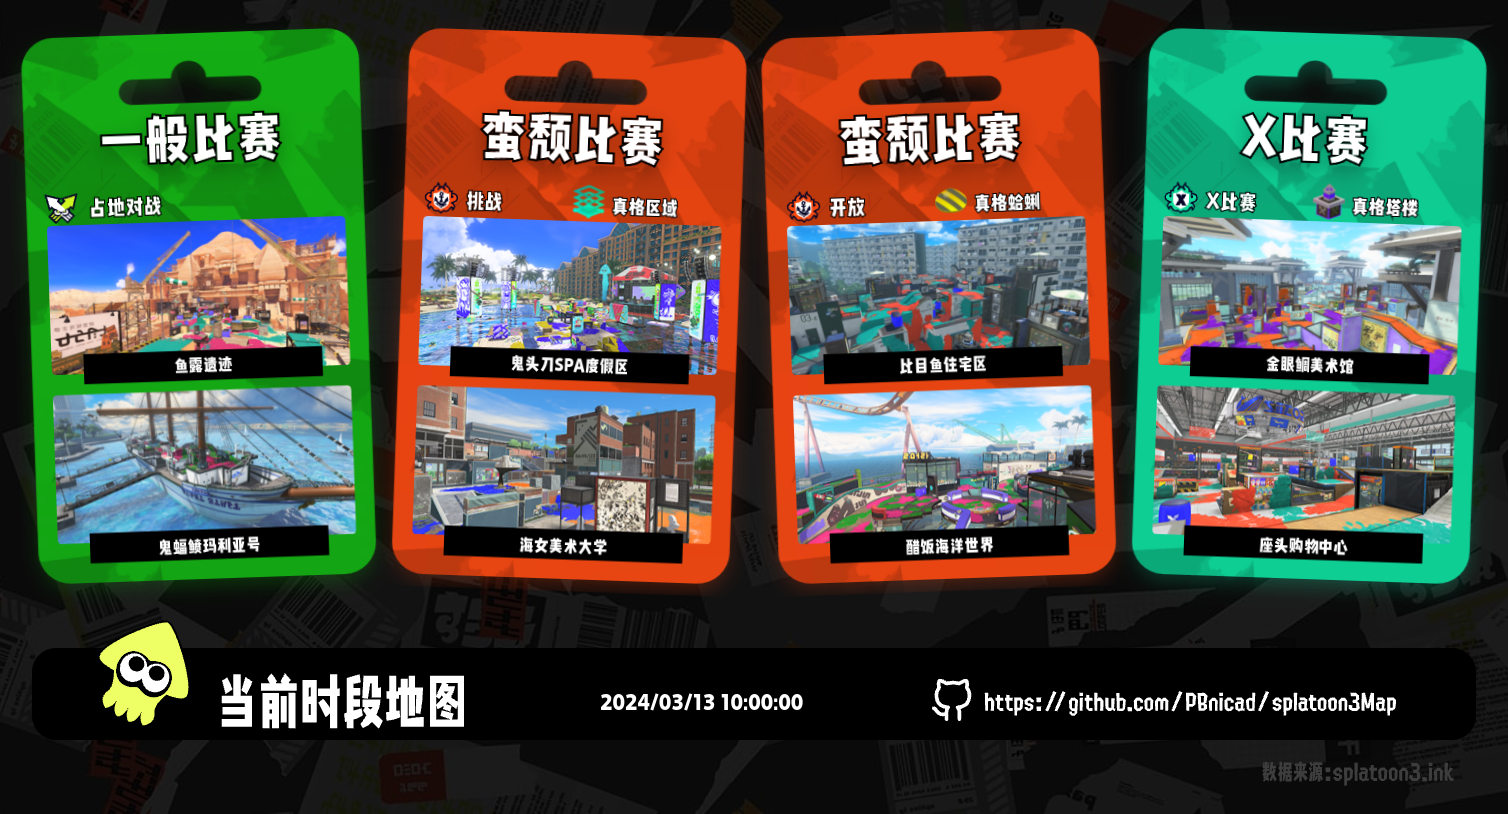 一般比赛
占地对战
鱼露遗迹
鬼蝠鲼玛利亚号
蛮颓比赛
挑战
真格区域
鬼头刀SPA度假区
海女美术大学
蛮颓比赛
开放
真格蛤蜊
比目鱼住宅区
醋饭海洋世界
X比赛
X比赛
真格塔楼
金眼鲷美术馆
座头购物中心
当前时段地图
2024/03/13 10:00:00
https://github.com/PBnicad/splatoon3Map
数据来源:splatoon3.ink